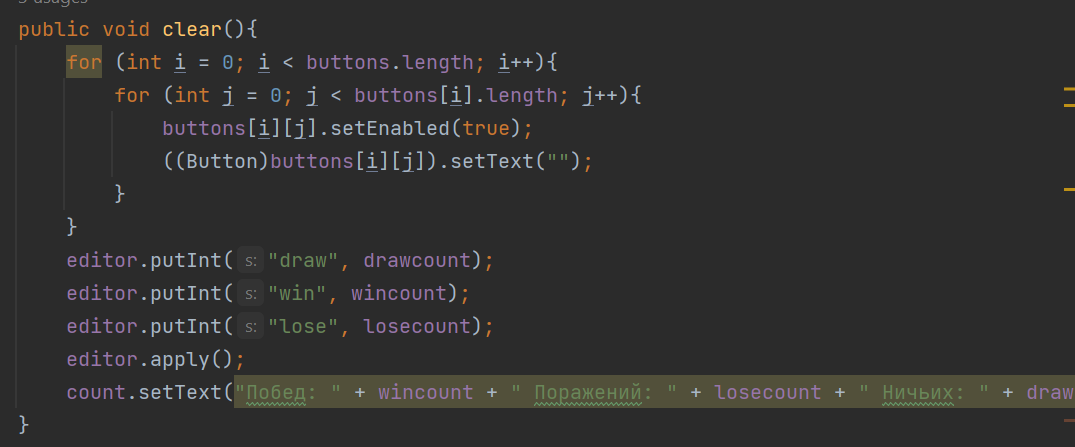 usages
public void clear(){
for (int i = 0; i < buttons.length; i++){
for (int j = 0; j < buttons[i].length; j++){
buttons[i][j].setEnabled(true);
((Button)buttons[i][j]).setText("");
}
}
editor.putInt( s: "draw", drawcount);
editor.putInt( s: "win", wincount);
editor.putInt( s: "lose", losecount);
editor.apply();
count.setText("Побед: " + wincount + " Поражений: " + losecount + " Ничьих: " + draw
}